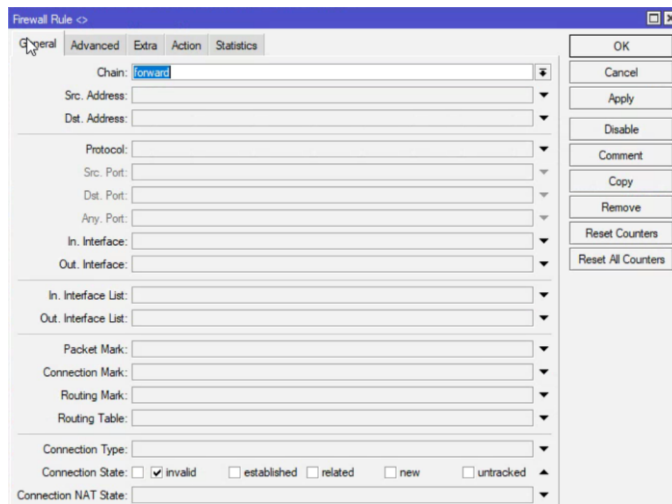 Firewall Rule <>
General Advanced Extra Action Statistics
Chain: forward
Src. Address:
Dst. Address:
Protocol:
Src. Port:
Dst. Port:
Any. Port:
In. Interface:
Out. Interface:
In. Interface List:
Out. Interface List:
Packet Mark:
Connection Mark:
Routing Mark:
Routing Table:
Connection Type:
Connection State: invalid established related new untracked
Connection NAT State:
OK
Cancel
Apply
Disable
Comment
Copy
Remove
Reset Counters
Reset All Counters